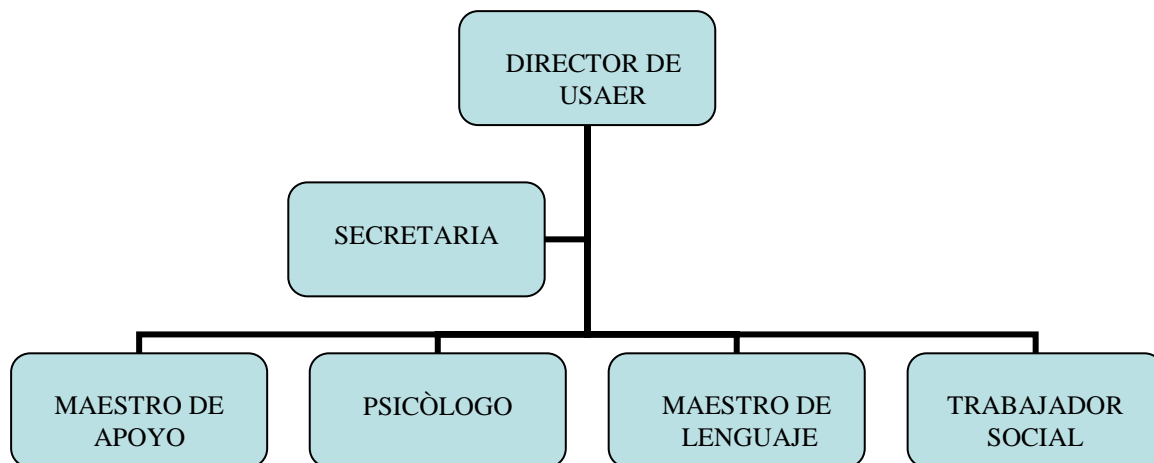 DIRECTOR DE
USAER
SECRETARIA
MAESTRO DE
APOYO
PSICÒLOGO
MAESTRO DE
LENGUAJE
TRABAJADOR
SOCIAL